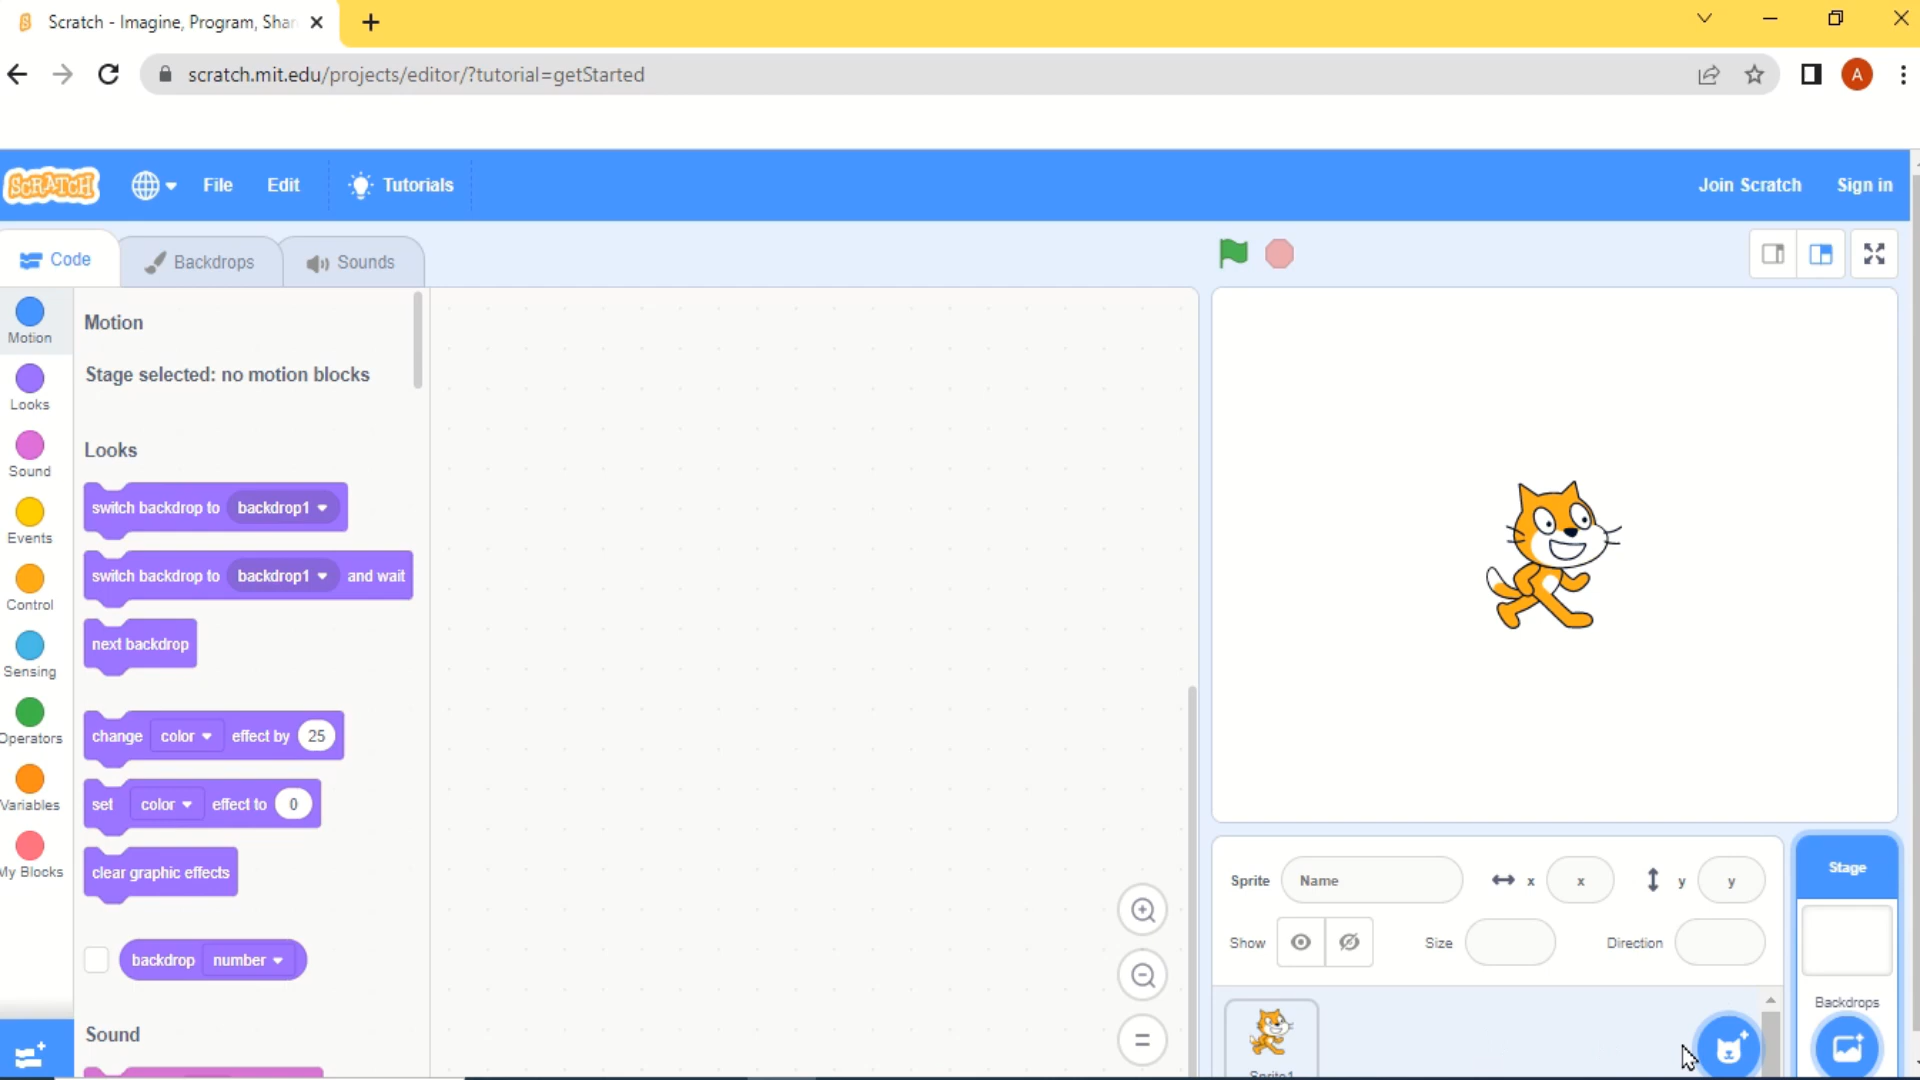 Scratch - Imagine, Program, Shar
scratch.mit.edu/projects/editor/?tutorial=getStarted
A
SCRATCH
File
Edit
Tutorials
Join Scratch
Sign in
Code
Backdrops
Sounds
Motion
Looks
Sound
Events
Control
Sensing
Operators
Variables
My Blocks
Motion
Stage selected: no motion blocks
Looks
switch backdrop to backdrop1
switch backdrop to backdrop1 and wait
next backdrop
change color effect by 25
set color effect to 0
clear graphic effects
backdrop number
Sound
Sprite Name x x y y
Show Size Direction
Sprite1
Stage
Backdrops